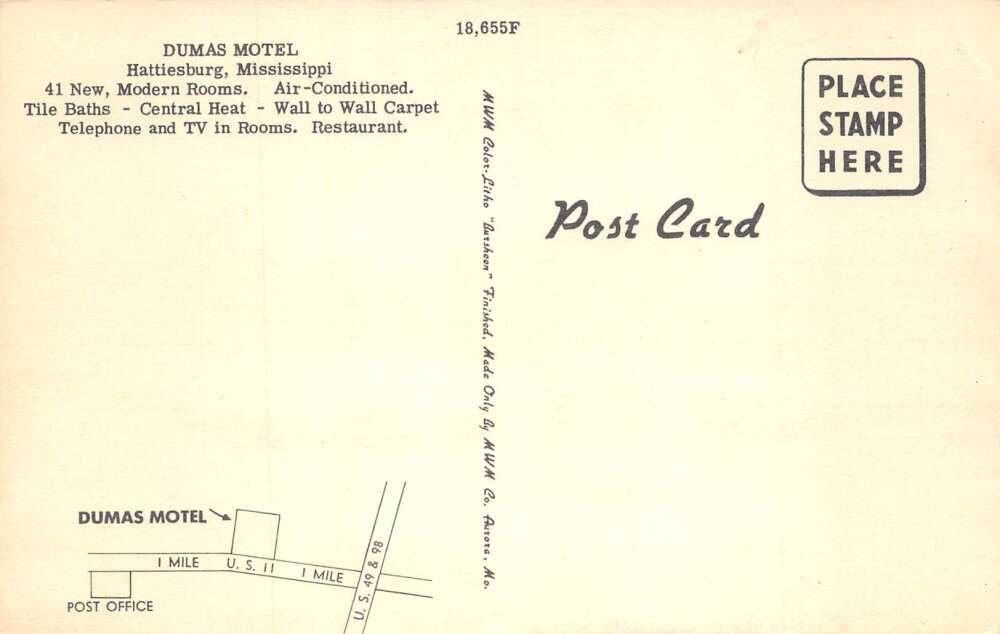 18,655F
DUMAS MOTEL
Hattiesburg, Mississippi
41 New, Modern Rooms. Air-Conditioned.
Tile Baths - Central Heat - Wall to Wall Carpet
Telephone and TV in Rooms. Restaurant.
MWM Color-Litho "Aursheen" Finished, Made Only By MWM Co. Aurora, Mo.
PLACE
STAMP
HERE
Post Card
DUMAS MOTEL
1 MILE U. S. 11 1 MILE
U. S. 49 & 98
POST OFFICE